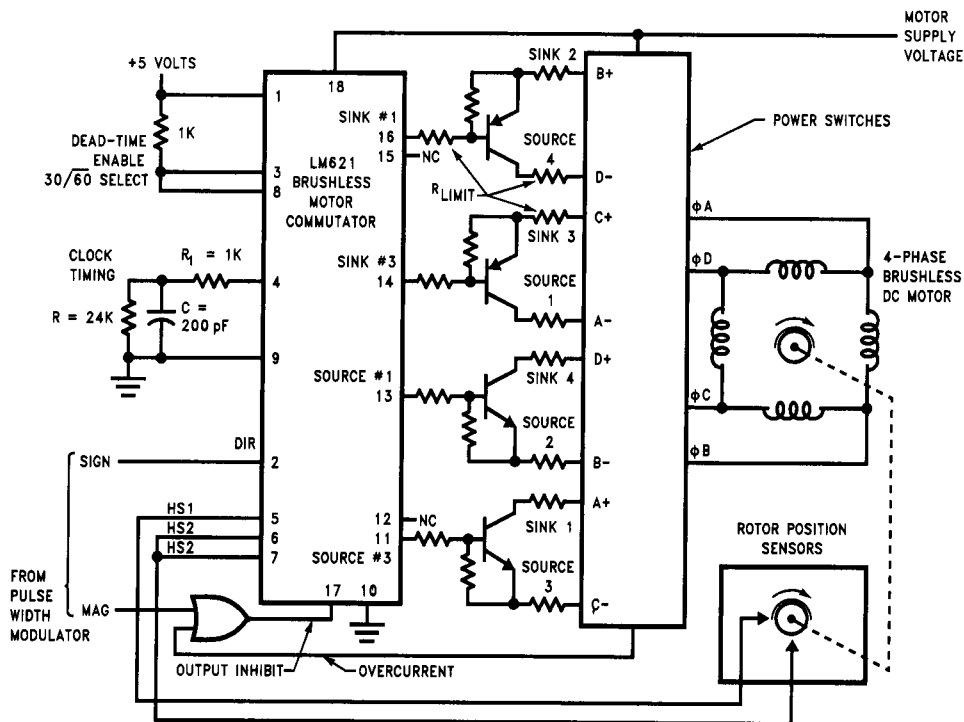 MOTOR
SUPPLY
VOLTAGE
+5 VOLTS
DEAD-TIME
ENABLE
30/60 SELECT
1K
18
1
3
8
LM621
BRUSHLESS
MOTOR
COMMUTATOR
SINK #1
16
15
NC
SINK #3
14
SOURCE #1
13
12
NC
11
SOURCE #3
17
10
CLOCK
TIMING
R1 = 1K
R = 24K
C =
200 pF
4
9
DIR
2
SIGN
HS1
5
HS2
6
HS2
7
FROM
PULSE
WIDTH
MODULATOR
MAG
OUTPUT INHIBIT
OVERCURRENT
RLIMIT
SINK 2
B+
SOURCE
4
D-
C+
SINK 3
SOURCE
1
A-
D+
SINK 4
SOURCE
2
B-
A+
SINK 1
SOURCE
3
C-
POWER SWITCHES
ϕA
ϕD
ϕC
ϕB
4-PHASE
BRUSHLESS
DC MOTOR
ROTOR POSITION
SENSORS